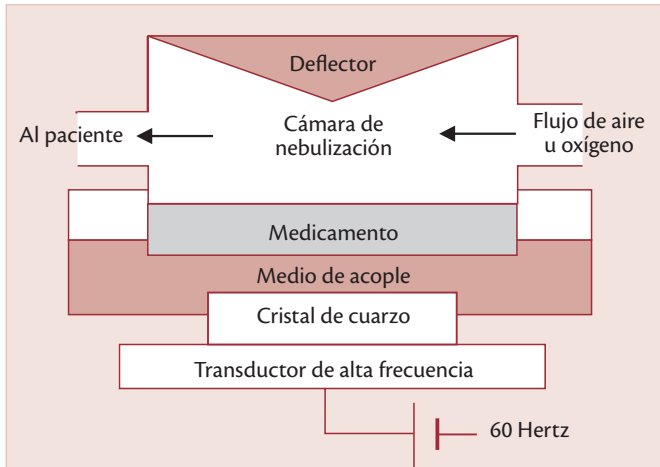 Deflector
Al paciente
Cámara de
nebulización
Flujo de aire
u oxígeno
Medicamento
Medio de acople
Cristal de cuarzo
Transductor de alta frecuencia
60 Hertz